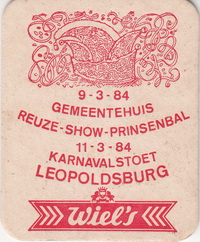 9-3-84
GEMEENTEHUIS
REUZE-SHOW-PRINSENBAL
11-3-84
KARNAVALSTOET
LEOPOLDSBURG
Wiel's